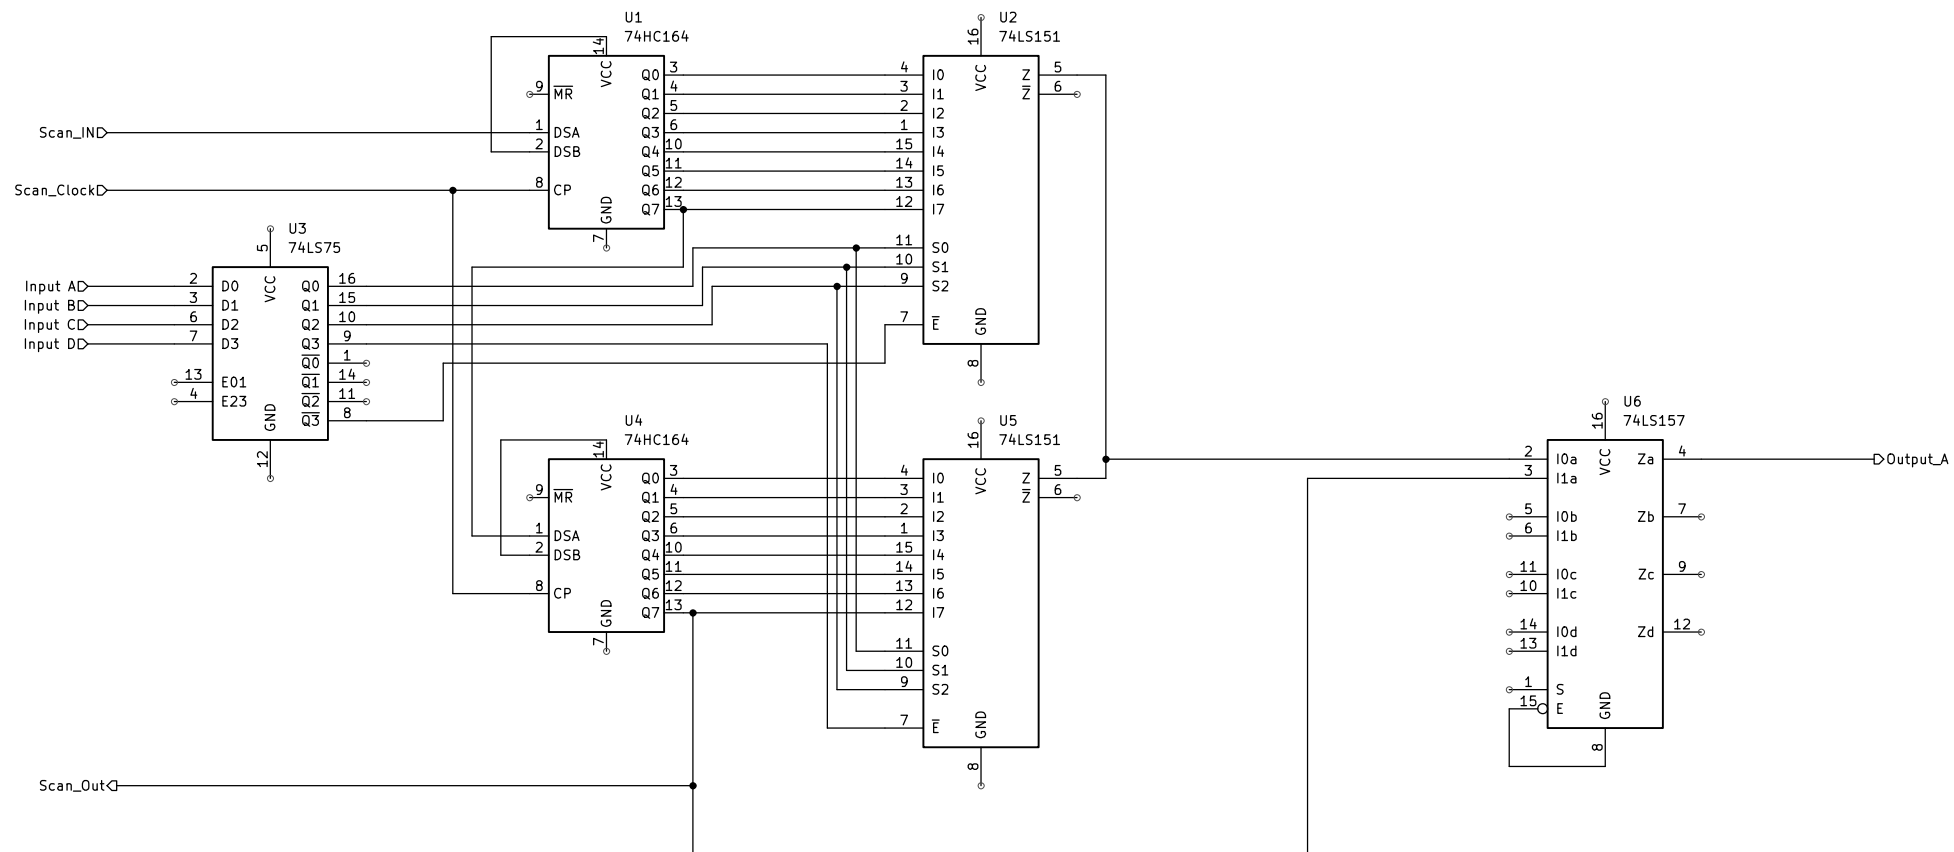 Scan_IN
Scan_Clock
Input A
Input B
Input C
Input D
Scan_Out
U3
74LS75
5
VCC
2 D0 Q0 16
3 D1 Q1 15
6 D2 Q2 10
7 D3 Q3 9
Q0 1
13 E01 Q1 14
4 E23 Q2 11
Q3 8
GND
12
U1
74HC164
14
VCC
Q0 3
9 MR Q1 4
Q2 5
1 DSA Q3 6
2 DSB Q4 10
Q5 11
8 CP Q6 12
Q7 13
GND
7
U4
74HC164
14
VCC
Q0 3
9 MR Q1 4
Q2 5
1 DSA Q3 6
2 DSB Q4 10
Q5 11
8 CP Q6 12
Q7 13
GND
7
U2
74LS151
16
VCC
4 I0 Z 5
3 I1 Z 6
2 I2
1 I3
15 I4
14 I5
13 I6
12 I7
11 S0
10 S1
9 S2
7 E
GND
8
U5
74LS151
16
VCC
4 I0 Z 5
3 I1 Z 6
2 I2
1 I3
15 I4
14 I5
13 I6
12 I7
11 S0
10 S1
9 S2
7 E
GND
8
U6
74LS157
16
VCC
2 I0a Za 4
3 I1a
5 I0b Zb 7
6 I1b
11 I0c Zc 9
10 I1c
14 I0d Zd 12
13 I1d
1 S
15 E
GND
8
Output_A